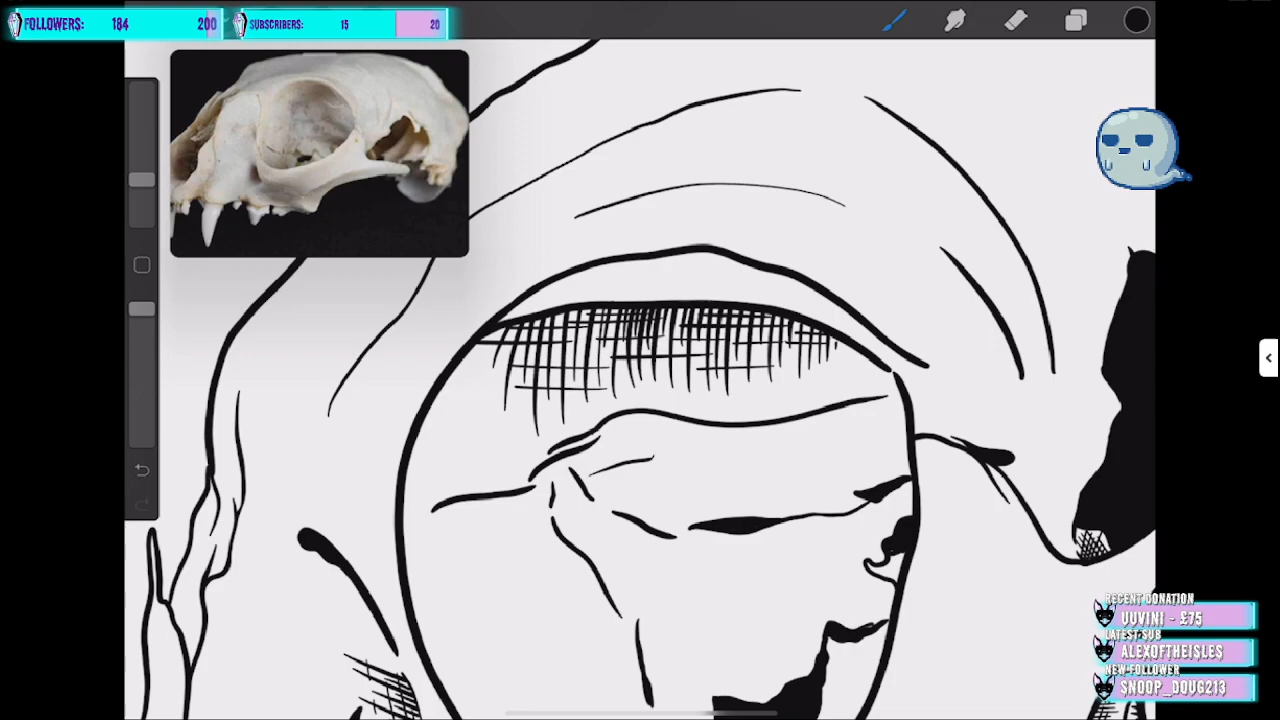 FOLLOWERS: 184 200
SUBSCRIBERS: 15 20
RECENT DONATION
UUVINI - £75
LATEST SUB
ALEXOFTHEISLES
NEW FOLLOWER
SNOOP_DOUG213